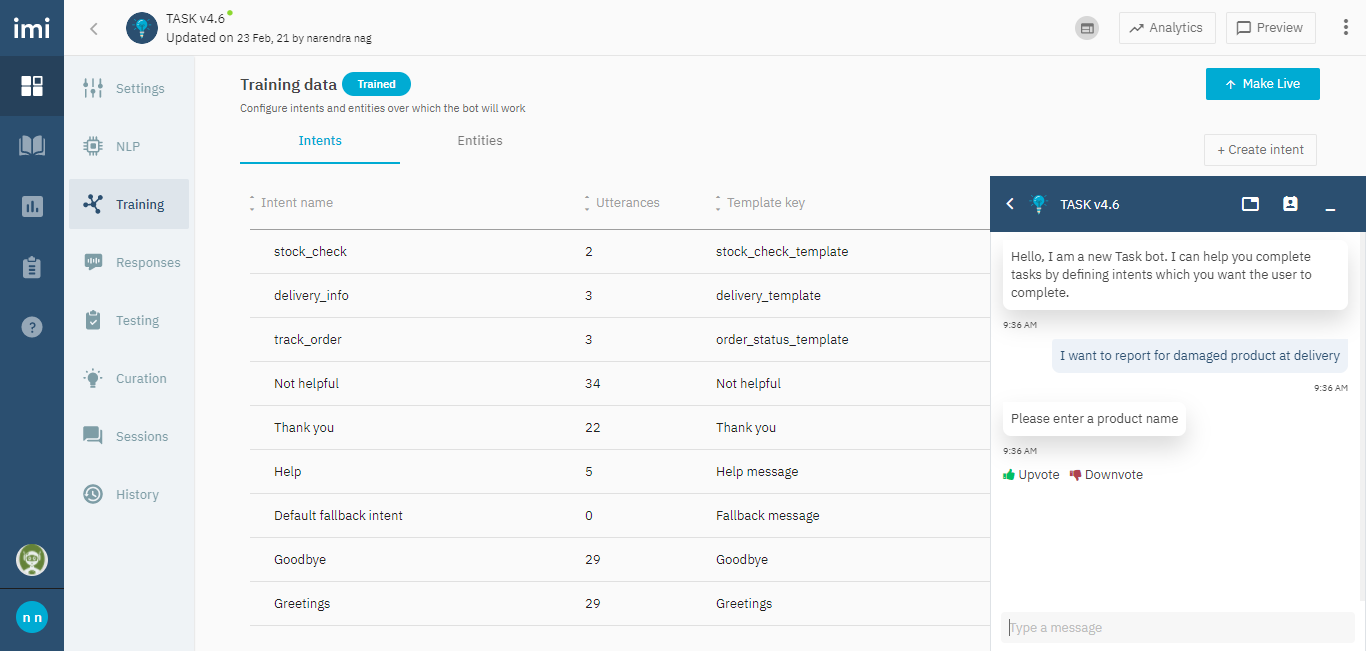 imi
TASK v4.6
Updated on 23 Feb, 21 by narendra nag
Analytics
Preview
Settings
NLP
Training
Responses
Testing
Curation
Sessions
History
n n
Training data Trained
Configure intents and entities over which the bot will work
Make Live
Intents Entities
+ Create intent
Intent name Utterances Template key
stock_check 2 stock_check_template
delivery_info 3 delivery_template
track_order 3 order_status_template
Not helpful 34 Not helpful
Thank you 22 Thank you
Help 5 Help message
Default fallback intent 0 Fallback message
Goodbye 29 Goodbye
Greetings 29 Greetings
TASK v4.6
Hello, I am a new Task bot. I can help you complete
tasks by defining intents which you want the user to
complete.
9:36 AM
I want to report for damaged product at delivery
9:36 AM
Please enter a product name
9:36 AM
Upvote Downvote
Type a message